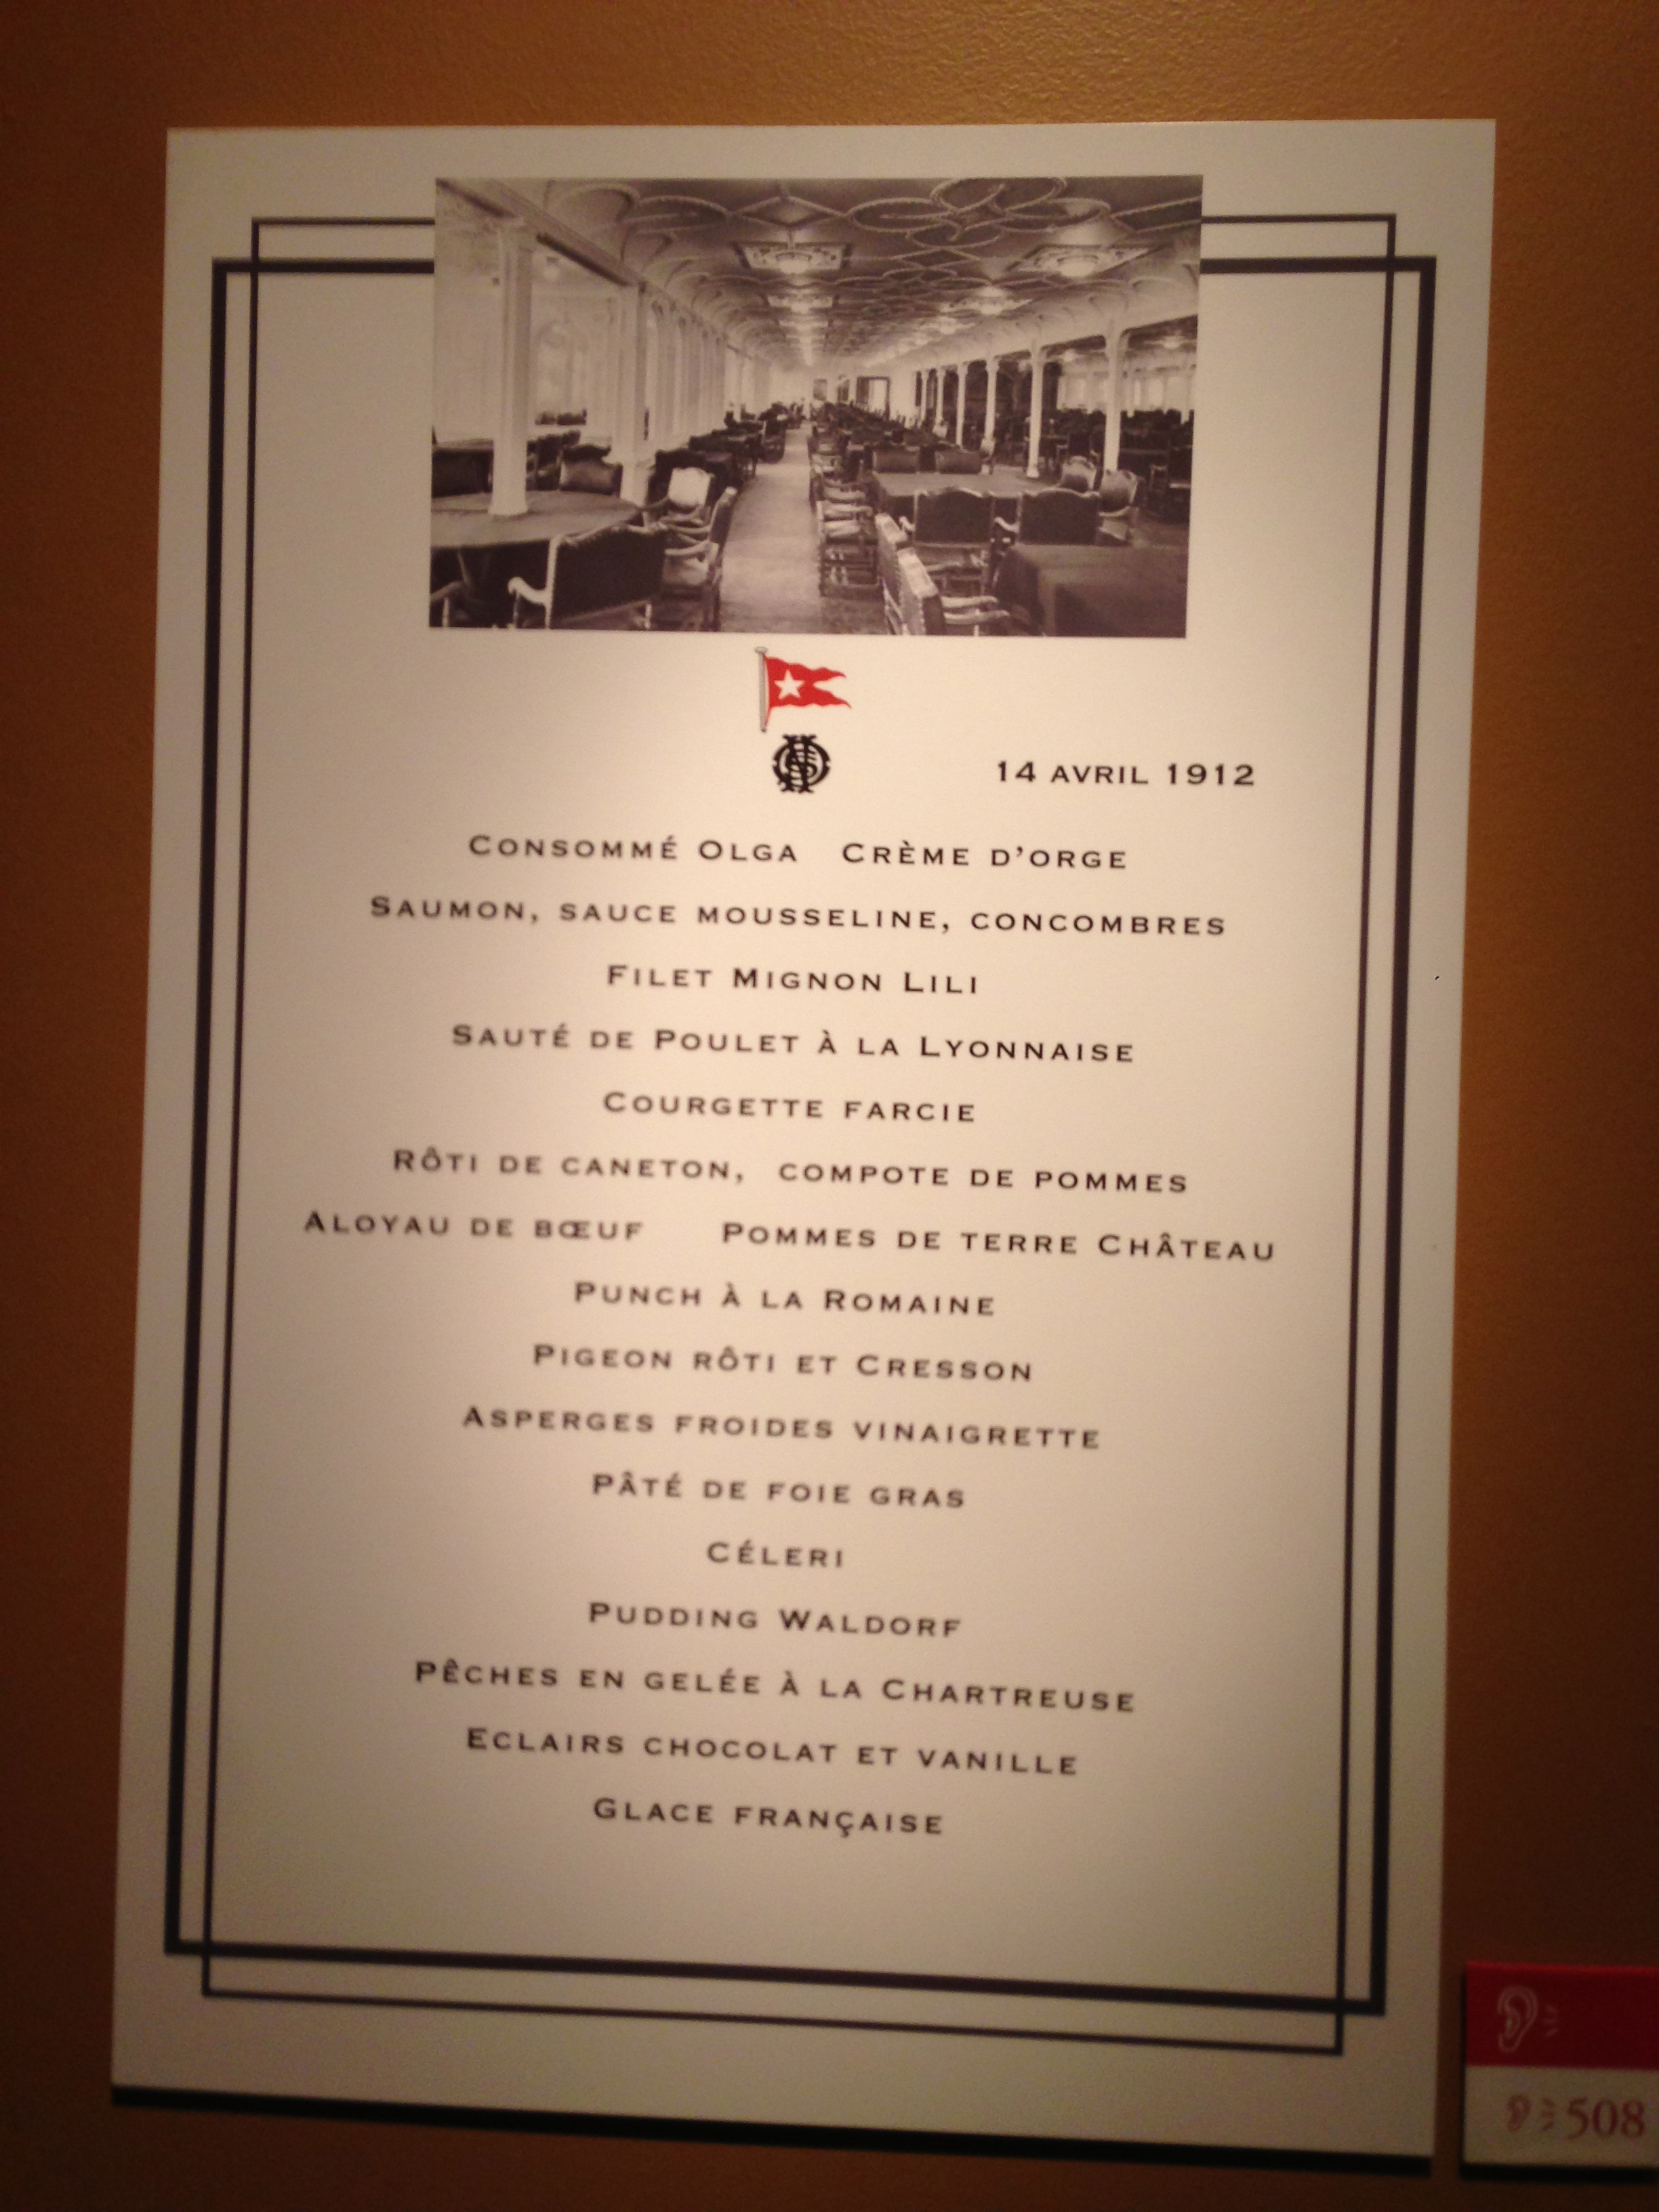 14 AVRIL 1912
CONSOMMÉ OLGA CRÈME D'ORGE
SAUMON, SAUCE MOUSSELINE, CONCOMBRES
FILET MIGNON LILI
SAUTÉ DE POULET À LA LYONNAISE
COURGETTE FARCIE
RÔTI DE CANETON, COMPOTE DE POMMES
ALOYAU DE BŒUF POMMES DE TERRE CHÂTEAU
PUNCH À LA ROMAINE
PIGEON RÔTI ET CRESSON
ASPERGES FROIDES VINAIGRETTE
PÂTÉ DE FOIE GRAS
CÉLERI
PUDDING WALDORF
PÊCHES EN GELÉE À LA CHARTREUSE
ECLAIRS CHOCOLAT ET VANILLE
GLACE FRANÇAISE
508